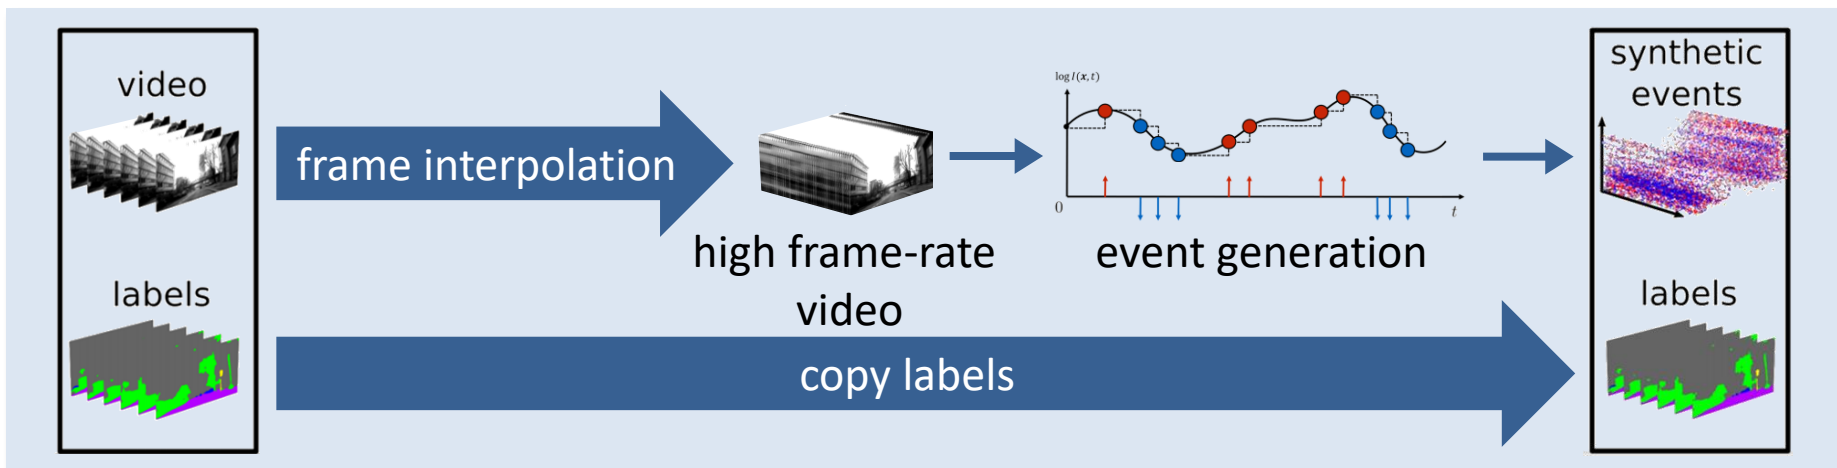 video
labels
frame interpolation
high frame-rate
video
log I(x, t)
0
t
event generation
copy labels
synthetic
events
labels